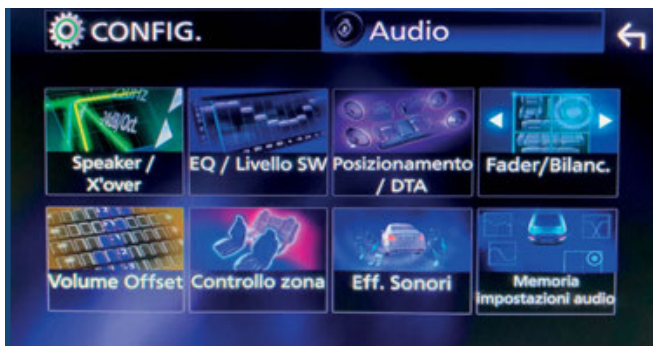 CONFIG.
Audio
Speaker /
X'over
EQ / Livello SW
Posizionamento
/ DTA
Fader/Bilanc.
Volume Offset
Controllo zona
Eff. Sonori
Memoria
impostazioni audio